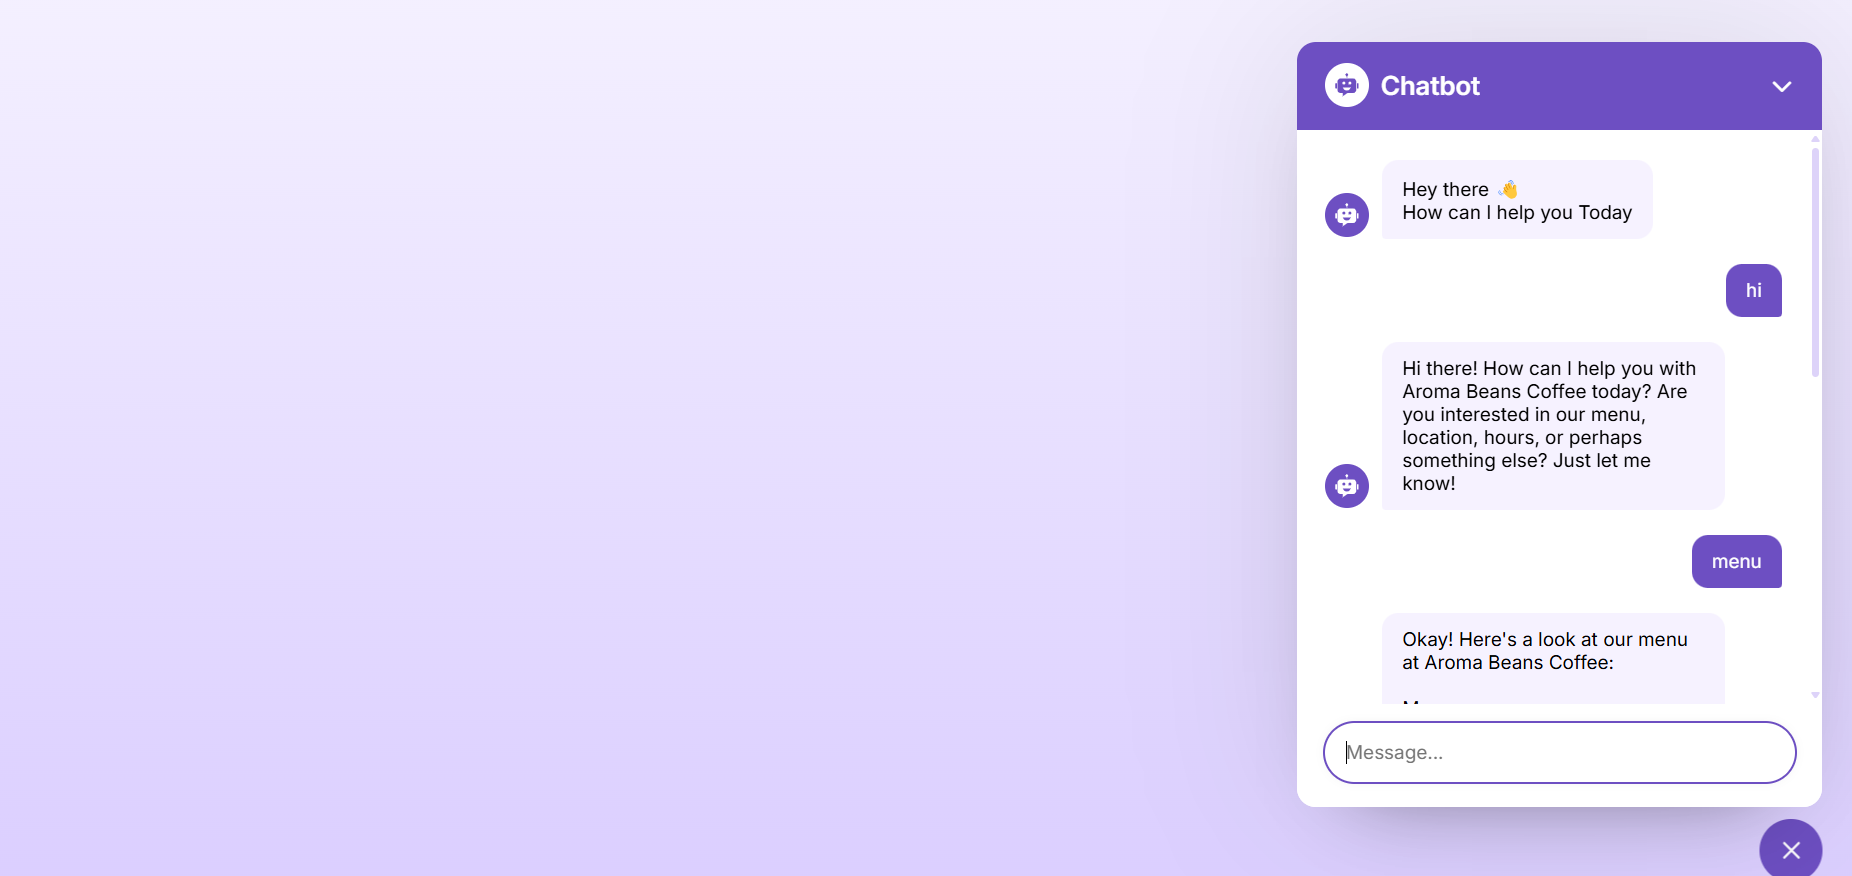 Chatbot
Hey there 👋
How can I help you Today
hi
Hi there! How can I help you with
Aroma Beans Coffee today? Are
you interested in our menu,
location, hours, or perhaps
something else? Just let me
know!
menu
Okay! Here's a look at our menu
at Aroma Beans Coffee:
Message...